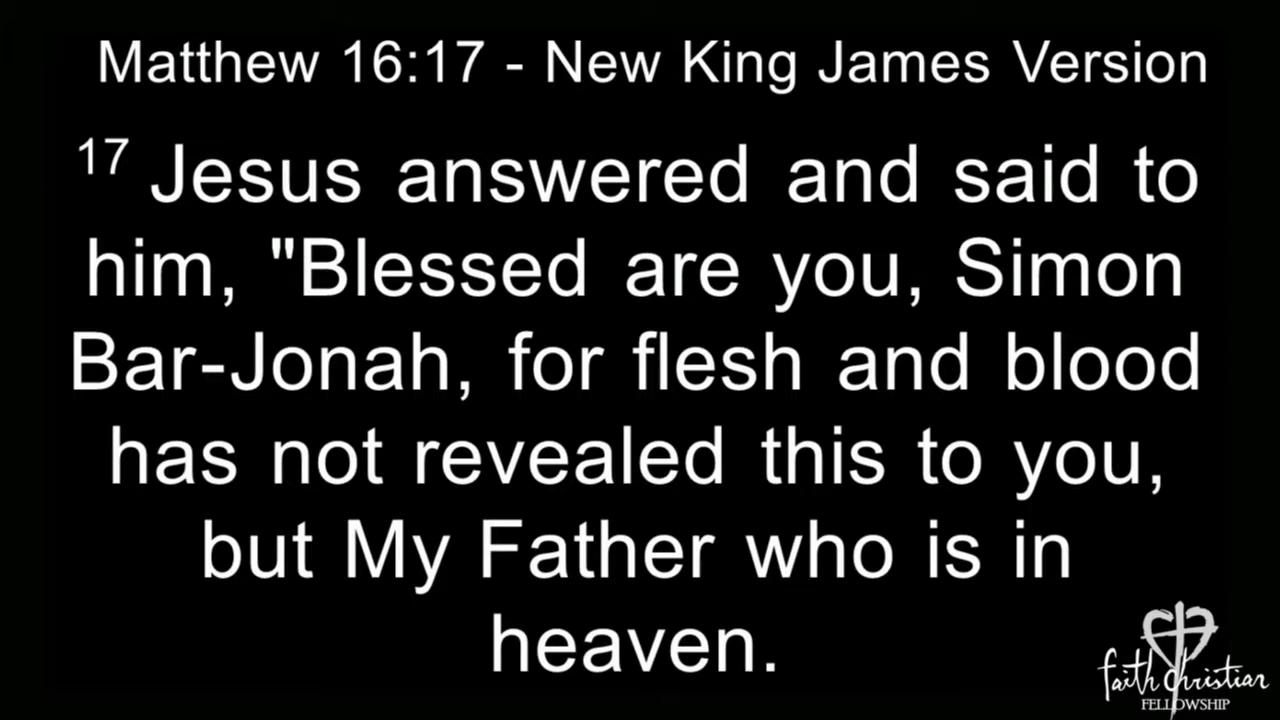 Matthew 16:17 - New King James Version
17 Jesus answered and said to
him, "Blessed are you, Simon
Bar-Jonah, for flesh and blood
has not revealed this to you,
but My Father who is in
heaven.
faith Christian
FELLOWSHIP